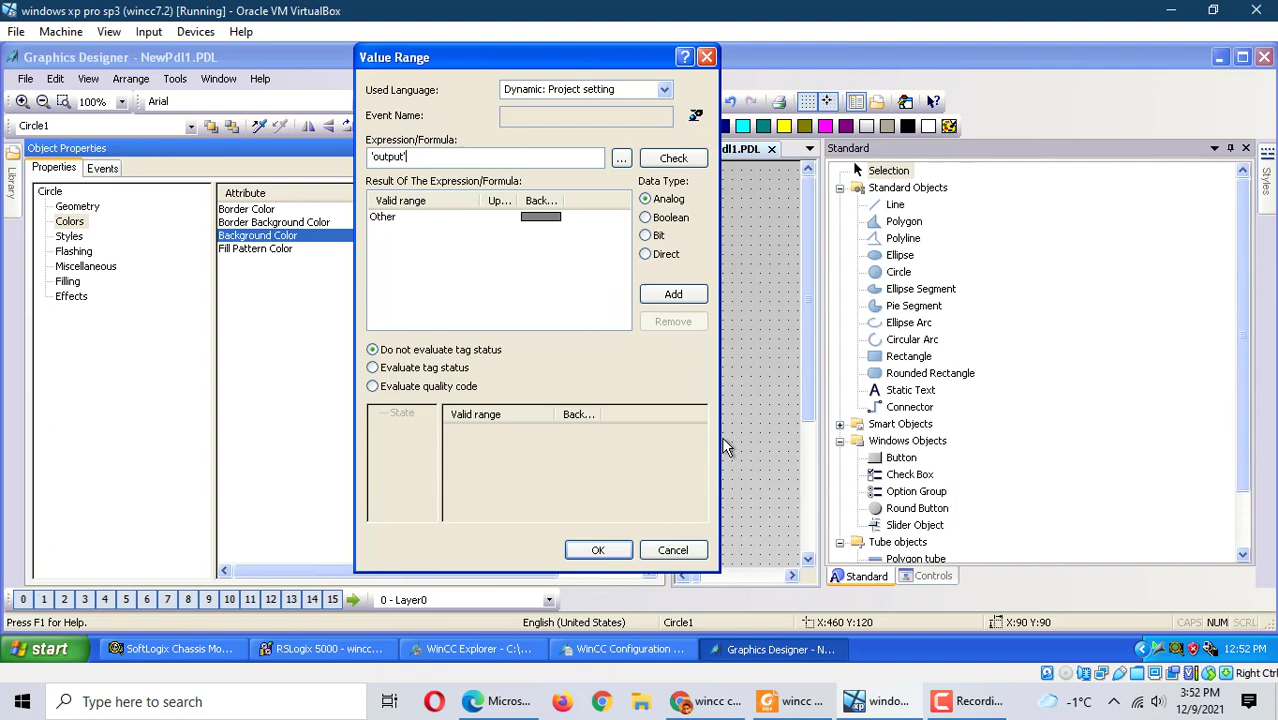 windows xp pro sp3 (wincc7.2) [Running] - Oracle VM VirtualBox
File Machine View Input Devices Help
Graphics Designer - NewPdl1.PDL
File Edit View Arrange Tools Window Help
100% Arial
Circle1
Object Properties
Properties Events
Library
Circle
Geometry
Colors
Styles
Flashing
Miscellaneous
Filling
Effects
Attribute
Border Color
Border Background Color
Background Color
Fill Pattern Color
Value Range
Used Language: Dynamic: Project setting
Event Name:
Expression/Formula:
'output'
... Check
Result Of The Expression/Formula: Data Type:
Valid range Up... Back...
Other
Analog
Boolean
Bit
Direct
Add
Remove
Do not evaluate tag status
Evaluate tag status
Evaluate quality code
State
Valid range Back...
OK Cancel
dl1.PDL
Standard
Styles
Selection
Standard Objects
Line
Polygon
Polyline
Ellipse
Circle
Ellipse Segment
Pie Segment
Ellipse Arc
Circular Arc
Rectangle
Rounded Rectangle
Static Text
Connector
Smart Objects
Windows Objects
Button
Check Box
Option Group
Round Button
Slider Object
Tube objects
Polygon tube
Standard Controls
0 1 2 3 4 5 6 7 8 9 10 11 12 13 14 15 0 - Layer0
Press F1 for Help. English (United States) Circle1 X:460 Y:120 X:90 Y:90 CAPS NUM SCRL
start SoftLogix Chassis Mo... RSLogix 5000 - wincc... WinCC Explorer - C:\... WinCC Configuration ... Graphics Designer - N... 12:52 PM
Right Ctrl
Type here to search Micros... wincc c... wincc ... windo... Recordi... -1°C 3:52 PM
12/9/2021